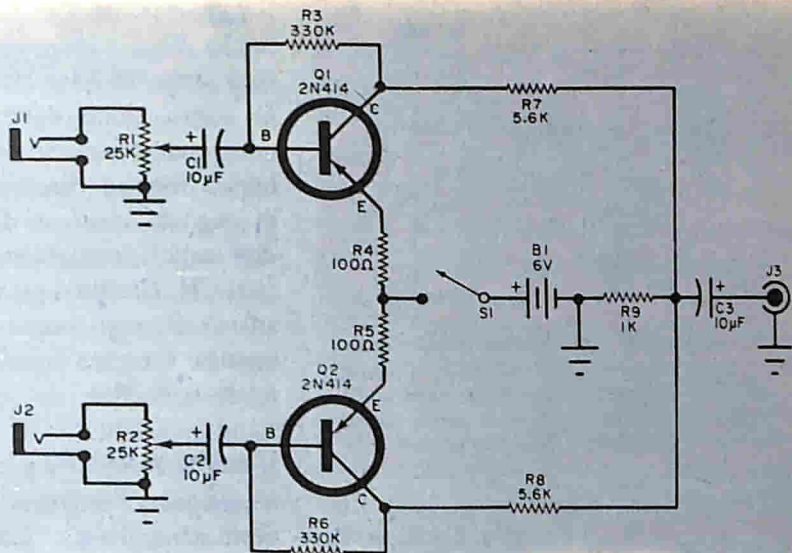 R3
330K
Q1
2N414
C
R7
5.6K
J1
V
R1
25K
+
C1
10µF
B
E
R4
100Ω
B1
6V
+
S1
J3
R9
1K
+
C3
10µF
R5
100Ω
Q2
2N414
E
J2
V
R2
25K
+
C2
10µF
B
C
R8
5.6K
R6
330K